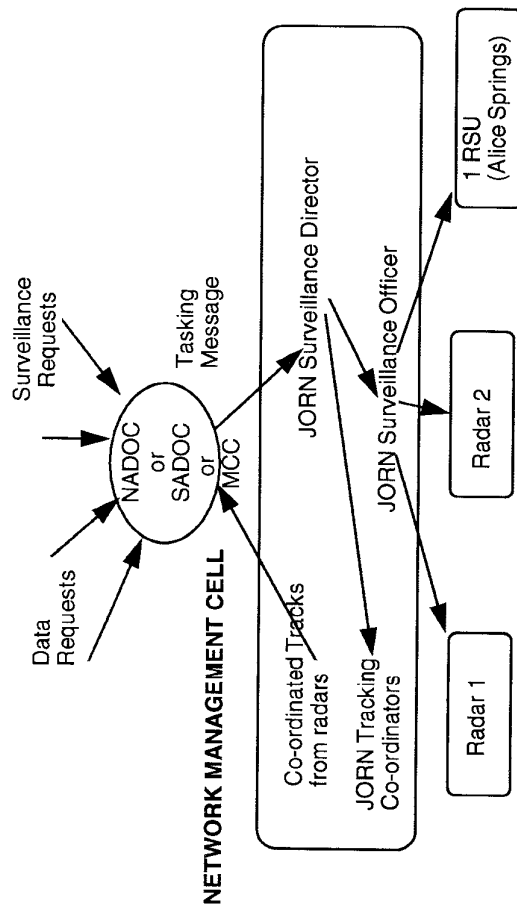 Data
Requests
Surveillance
Requests
NADOC
or
SADOC
or
MCC
Tasking
Message
NETWORK MANAGEMENT CELL
Co-ordinated Tracks
from radars
JORN Surveillance Director
JORN Tracking
Co-ordinators
JORN Surveillance Officer
Radar 1
Radar 2
1 RSU
(Alice Springs)